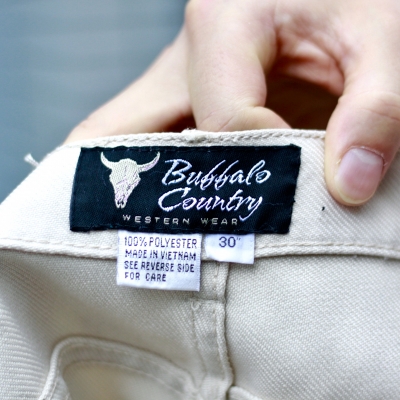 Buffalo
Country
WESTERN WEAR
100% POLYESTER
MADE IN VIETNAM
SEE REVERSE SIDE
FOR CARE
30"